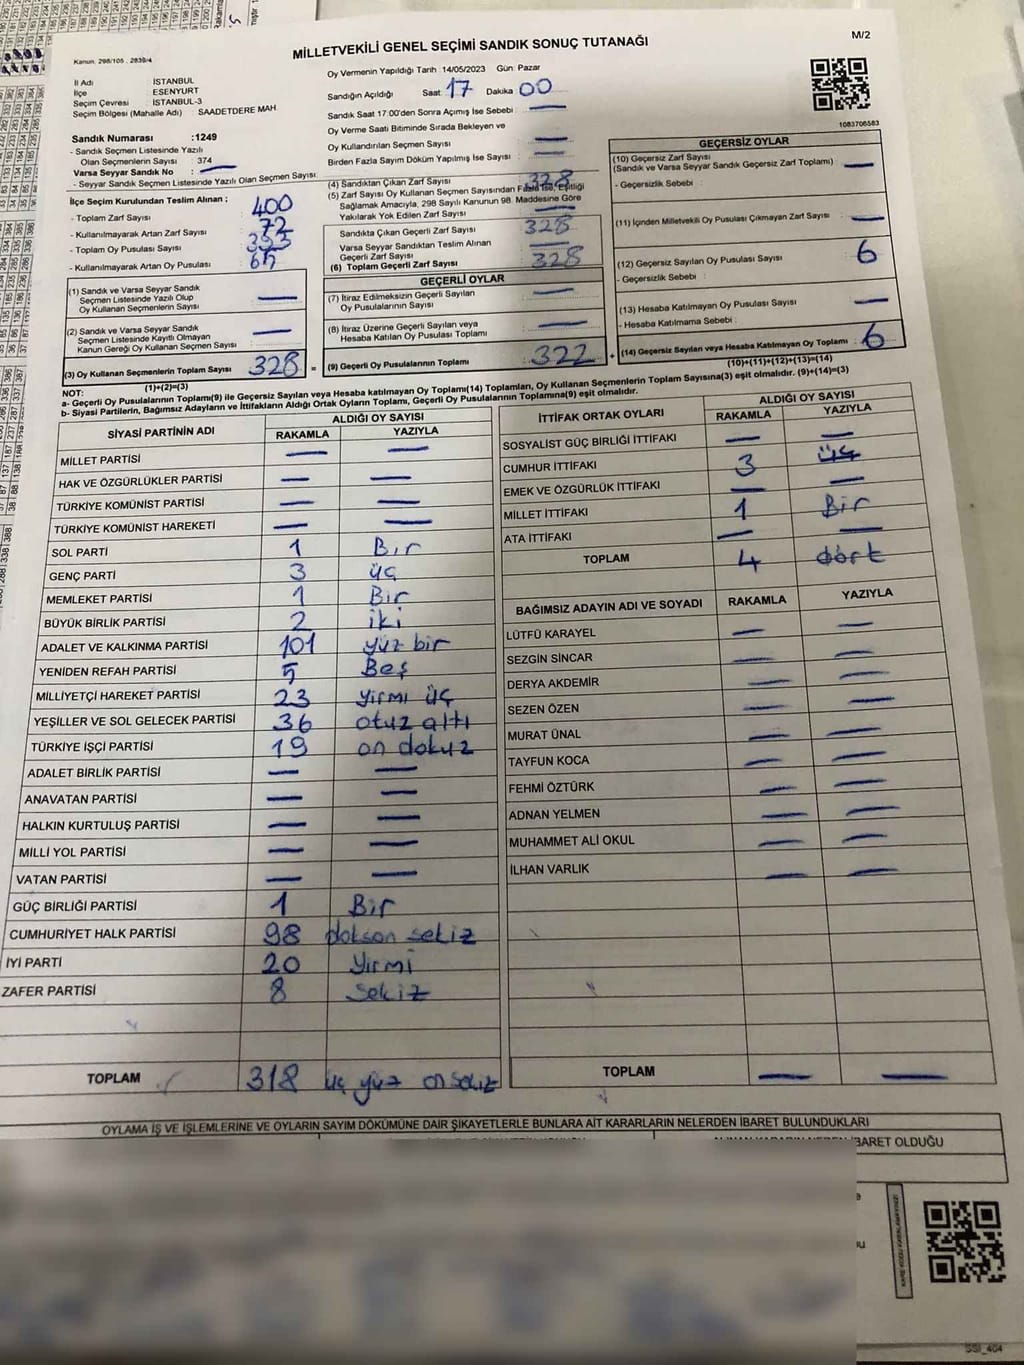 MİLLETVEKİLİ GENEL SEÇİMİ SANDIK SONUÇ TUTANAĞI
M/2
Kanun. 298/105 , 2839/4
Oy Vermenin Yapıldığı Tarih :14/05/2023 Gün: Pazar
İl Adı : İSTANBUL
İlçe : ESENYURT
Seçim Çevresi : İSTANBUL-3
Seçim Bölgesi (Mahalle Adı) : SAADETDERE MAH
Sandığın Açıldığı Saat 17 Dakika 00
Sandık Saat 17:00'den Sonra Açılmış İse Sebebi : —
Oy Verme Saati Bitiminde Sırada Bekleyen ve
Oy Kullandırılan Seçmen Sayısı : —
Birden Fazla Sayım Döküm Yapılmış İse Sayısı : —
1083706583
Sandık Numarası :1249
- Sandık Seçmen Listesinde Yazılı
Olan Seçmenlerin Sayısı : 374
Varsa Seyyar Sandık No : —
- Seyyar Sandık Seçmen Listesinde Yazılı Olan Seçmen Sayısı:
İlçe Seçim Kurulundan Teslim Alınan ;
- Toplam Zarf Sayısı : 400
- Kullanılmayarak Artan Zarf Sayısı : 72
- Toplam Oy Pusulası Sayısı :
- Kullanılmayarak Artan Oy Pusulası :
(1) Sandık ve Varsa Seyyar Sandık
Seçmen Listesinde Yazılı Olup
Oy Kullanan Seçmenlerin Sayısı : —
(2) Sandık ve Varsa Seyyar Sandık
Seçmen Listesinde Kayıtlı Olmayan
Kanun Gereği Oy Kullanan Seçmen Sayısı : —
(3) Oy Kullanan Seçmenlerin Toplam Sayısı 328
(1)+(2)=(3)
(4) Sandıktan Çıkan Zarf Sayısı : 328
(5) Zarf Sayısı Oy Kullanan Seçmen Sayısından Fazla İse, Eşitliği
Sağlamak Amacıyla, 298 Sayılı Kanunun 98. Maddesine Göre
Yakılarak Yok Edilen Zarf Sayısı : —
Sandıkta Çıkan Geçerli Zarf Sayısı : 328
Varsa Seyyar Sandıktan Teslim Alınan
Geçerli Zarf Sayısı : —
(6) Toplam Geçerli Zarf Sayısı : 328
GEÇERLİ OYLAR
(7) İtiraz Edilmeksizin Geçerli Sayılan
Oy Pusulalarının Sayısı : —
(8) İtiraz Üzerine Geçerli Sayılan veya
Hesaba Katılan Oy Pusulası Toplamı : —
= (9) Geçerli Oy Pusulalarının Toplamı : 322 +
GEÇERSİZ OYLAR
(10) Geçersiz Zarf Sayısı
(Sandık ve Varsa Seyyar Sandık Geçersiz Zarf Toplamı) : —
- Geçersizlik Sebebi :
(11) İçinden Milletvekili Oy Pusulası Çıkmayan Zarf Sayısı : —
(12) Geçersiz Sayılan Oy Pusulası Sayısı : 6
- Geçersizlik Sebebi :
(13) Hesaba Katılmayan Oy Pusulası Sayısı : —
- Hesaba Katılmama Sebebi :
(14) Geçersiz Sayılan veya Hesaba Katılmayan Oy Toplamı : 6
(10)+(11)+(12)+(13)=(14)
NOT:
a- Geçerli Oy Pusulalarının Toplamı(9) ile Geçersiz Sayılan veya Hesaba katılmayan Oy Toplamı(14) Toplamları, Oy Kullanan Seçmenlerin Toplam Sayısına(3) eşit olmalıdır. (9)+(14)=(3)
b- Siyasi Partilerin, Bağımsız Adayların ve İttifakların Aldığı Ortak Oyların Toplamı, Geçerli Oy Pusulalarının Toplamına(9) eşit olmalıdır.
SİYASİ PARTİNİN ADI ALDIĞI OY SAYISI
RAKAMLA YAZIYLA
MİLLET PARTİSİ — —
HAK VE ÖZGÜRLÜKLER PARTİSİ — —
TÜRKİYE KOMÜNİST PARTİSİ — —
TÜRKİYE KOMÜNİST HAREKETİ — —
SOL PARTİ 1 Bir
GENÇ PARTİ 3 üç
MEMLEKET PARTİSİ 1 Bir
BÜYÜK BİRLİK PARTİSİ 2 iki
ADALET VE KALKINMA PARTİSİ 101 yüz bir
YENİDEN REFAH PARTİSİ 5 Beş
MİLLİYETÇİ HAREKET PARTİSİ 23 yirmi üç
YEŞİLLER VE SOL GELECEK PARTİSİ 36 otuz altı
TÜRKİYE İŞÇİ PARTİSİ 19 on dokuz
ADALET BİRLİK PARTİSİ — —
ANAVATAN PARTİSİ — —
HALKIN KURTULUŞ PARTİSİ — —
MİLLİ YOL PARTİSİ — —
VATAN PARTİSİ — —
GÜÇ BİRLİĞİ PARTİSİ 1 Bir
CUMHURİYET HALK PARTİSİ 98 doksan sekiz
İYİ PARTİ 20 yirmi
ZAFER PARTİSİ 8 sekiz
TOPLAM 318 üç yüz on sekiz
İTTİFAK ORTAK OYLARI ALDIĞI OY SAYISI
RAKAMLA YAZIYLA
SOSYALİST GÜÇ BİRLİĞİ İTTİFAKI — —
CUMHUR İTTİFAKI 3 üç
EMEK VE ÖZGÜRLÜK İTTİFAKI — —
MİLLET İTTİFAKI 1 Bir
ATA İTTİFAKI — —
TOPLAM 4 dört
BAĞIMSIZ ADAYIN ADI VE SOYADI RAKAMLA YAZIYLA
LÜTFÜ KARAYEL — —
SEZGİN SİNCAR — —
DERYA AKDEMİR — —
SEZEN ÖZEN — —
MURAT ÜNAL — —
TAYFUN KOCA — —
FEHMİ ÖZTÜRK — —
ADNAN YELMEN — —
MUHAMMET ALİ OKUL — —
İLHAN VARLIK — —
TOPLAM — —
OYLAMA İŞ VE İŞLEMLERİNE VE OYLARIN SAYIM DÖKÜMÜNE DAİR ŞİKAYETLERLE BUNLARA AİT KARARLARIN NELERDEN İBARET BULUNDUKLARI
İBARET OLDUĞU
SSI_404